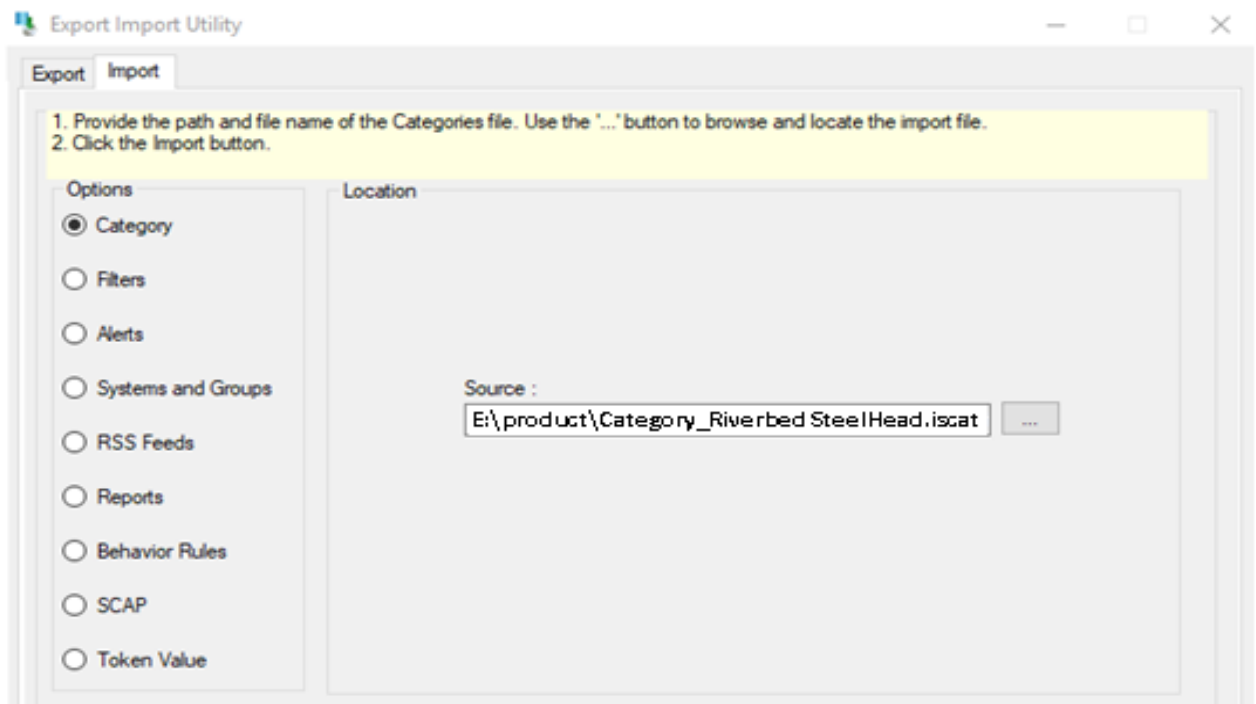 Export Import Utility
Export Import
1. Provide the path and file name of the Categories file. Use the '...' button to browse and locate the import file.
2. Click the Import button.
Options
Location
Category
Filters
Alerts
Systems and Groups
Source :
E:\product\Category_Riverbed SteelHead.iscat ...
RSS Feeds
Reports
Behavior Rules
SCAP
Token Value